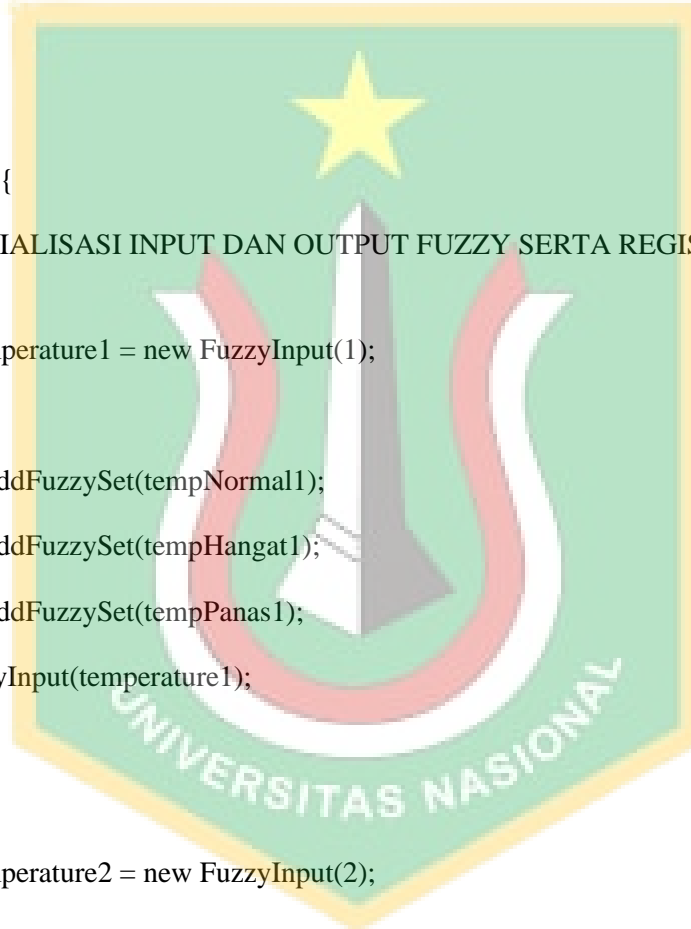 {
IALISASI INPUT DAN OUTPUT FUZZY SERTA REGIS
perature1 = new FuzzyInput(1);
ddFuzzySet(tempNormal1);
ddFuzzySet(tempHangat1);
ddFuzzySet(tempPanas1);
yInput(temperature1);
UNIVERSITAS NASIONAL
perature2 = new FuzzyInput(2);